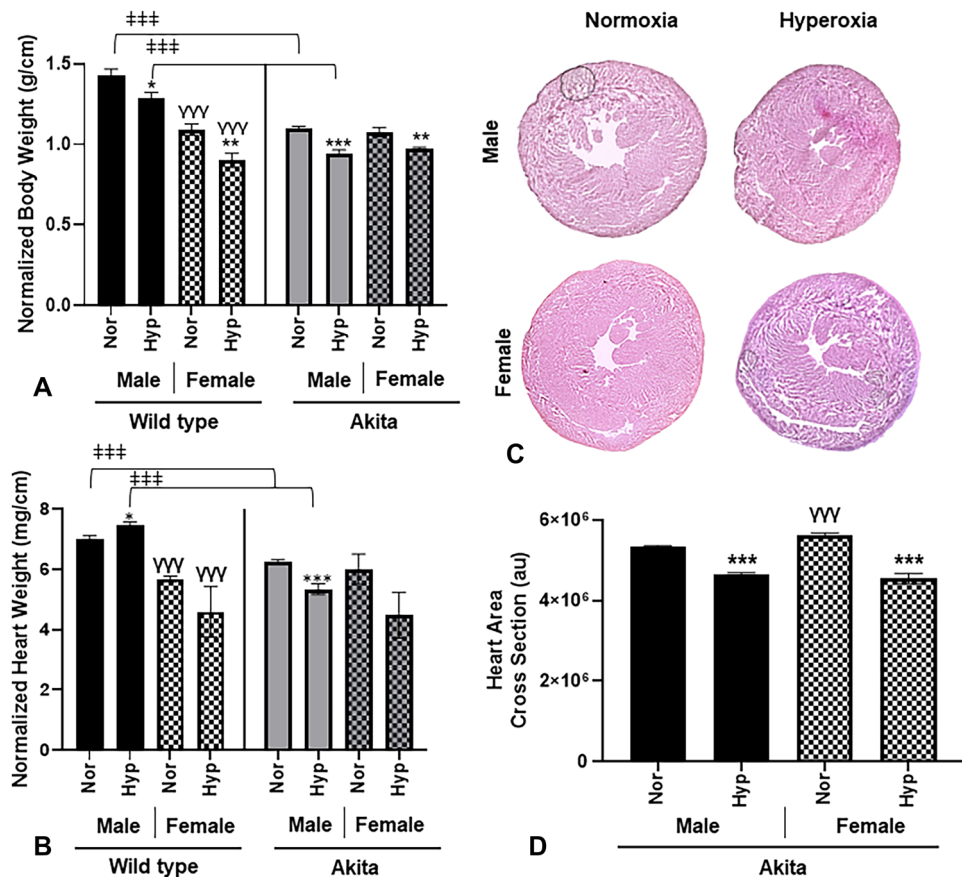 ‡‡‡
‡‡‡
Normalized Body Weight (g/cm)
1.5
1.0
0.5
0.0
*
YYY
YYY
**
***
**
Nor
Hyp
Nor
Hyp
Nor
Hyp
Nor
Hyp
Male
Female
Male
Female
Wild type
Akita
A
Normoxia
Hyperoxia
Male
Female
C
‡‡‡
‡‡‡
Normalized Heart Weight (mg/cm)
8
6
4
2
0
*
YYY
YYY
***
Nor
Hyp
Nor
Hyp
Nor
Hyp
Nor
Hyp
Male
Female
Male
Female
Wild type
Akita
B
Heart Area
Cross Section (au)
6×10⁶
4×10⁶
2×10⁶
0
***
YYY
***
Nor
Hyp
Nor
Hyp
Male
Female
Akita
D